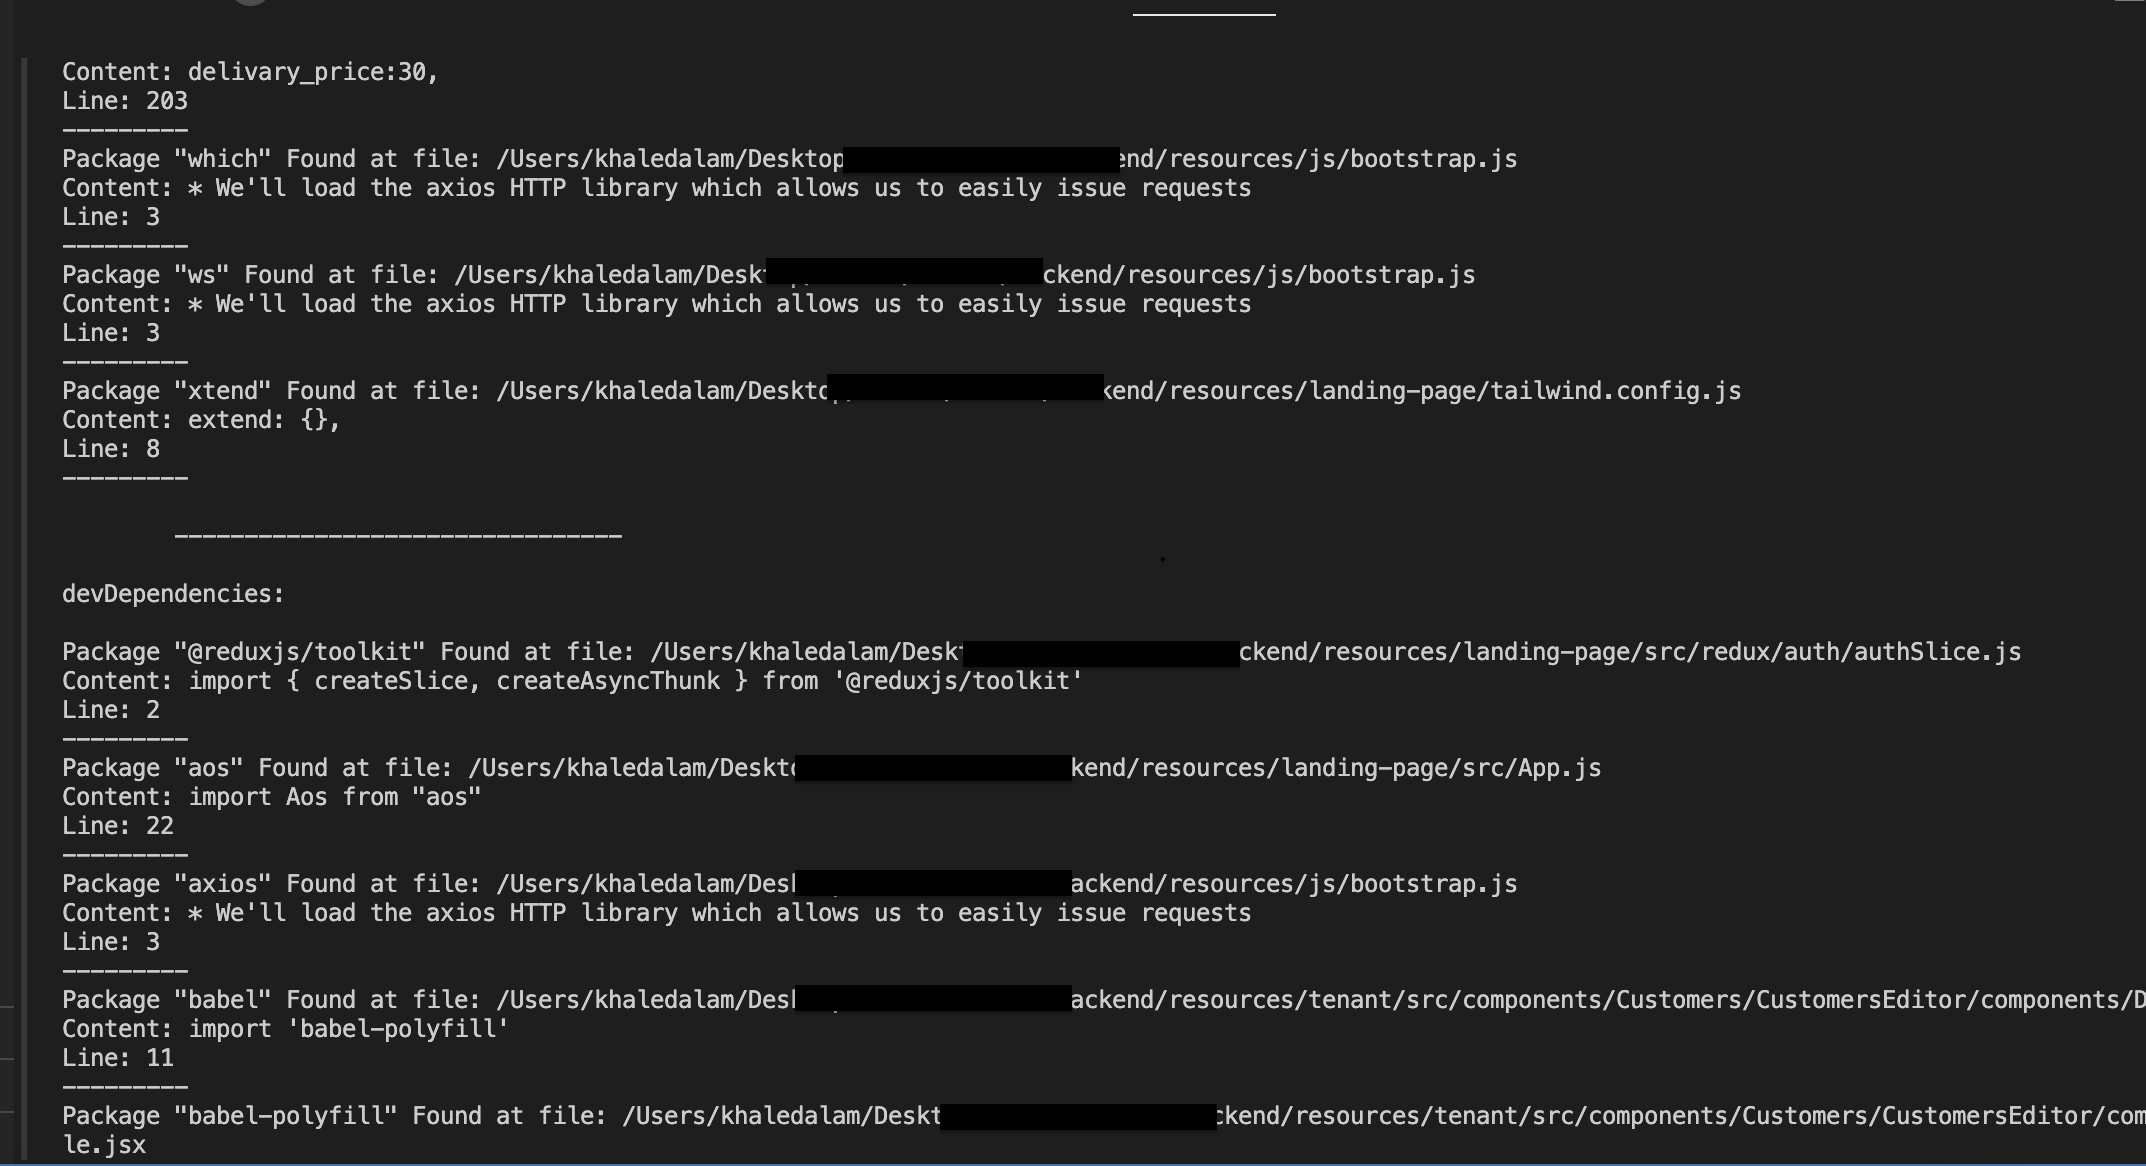 Content: delivary_price:30,
Line: 203
---------
Package "which" Found at file: /Users/khaledalam/Desktop end/resources/js/bootstrap.js
Content: * We'll load the axios HTTP library which allows us to easily issue requests
Line: 3
---------
Package "ws" Found at file: /Users/khaledalam/Deskt ckend/resources/js/bootstrap.js
Content: * We'll load the axios HTTP library which allows us to easily issue requests
Line: 3
---------
Package "xtend" Found at file: /Users/khaledalam/Deskto kend/resources/landing-page/tailwind.config.js
Content: extend: {},
Line: 8
---------
--------------------------------
devDependencies:
Package "@reduxjs/toolkit" Found at file: /Users/khaledalam/Deskt ckend/resources/landing-page/src/redux/auth/authSlice.js
Content: import { createSlice, createAsyncThunk } from '@reduxjs/toolkit'
Line: 2
---------
Package "aos" Found at file: /Users/khaledalam/Deskto kend/resources/landing-page/src/App.js
Content: import Aos from "aos"
Line: 22
---------
Package "axios" Found at file: /Users/khaledalam/Des ackend/resources/js/bootstrap.js
Content: * We'll load the axios HTTP library which allows us to easily issue requests
Line: 3
---------
Package "babel" Found at file: /Users/khaledalam/Des ackend/resources/tenant/src/components/Customers/CustomersEditor/components/D
Content: import 'babel-polyfill'
Line: 11
---------
Package "babel-polyfill" Found at file: /Users/khaledalam/Deskt ckend/resources/tenant/src/components/Customers/CustomersEditor/com
le.jsx